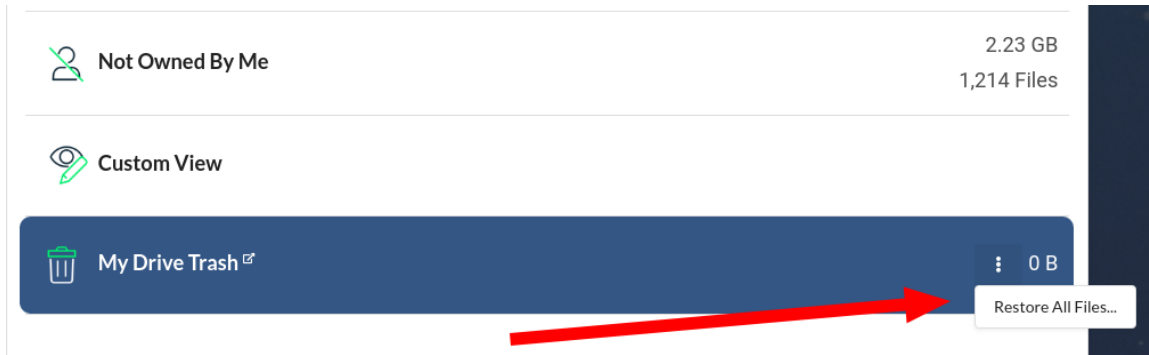 Not Owned By Me
2.23 GB
1,214 Files
Custom View
My Drive Trash
0 B
Restore All Files...